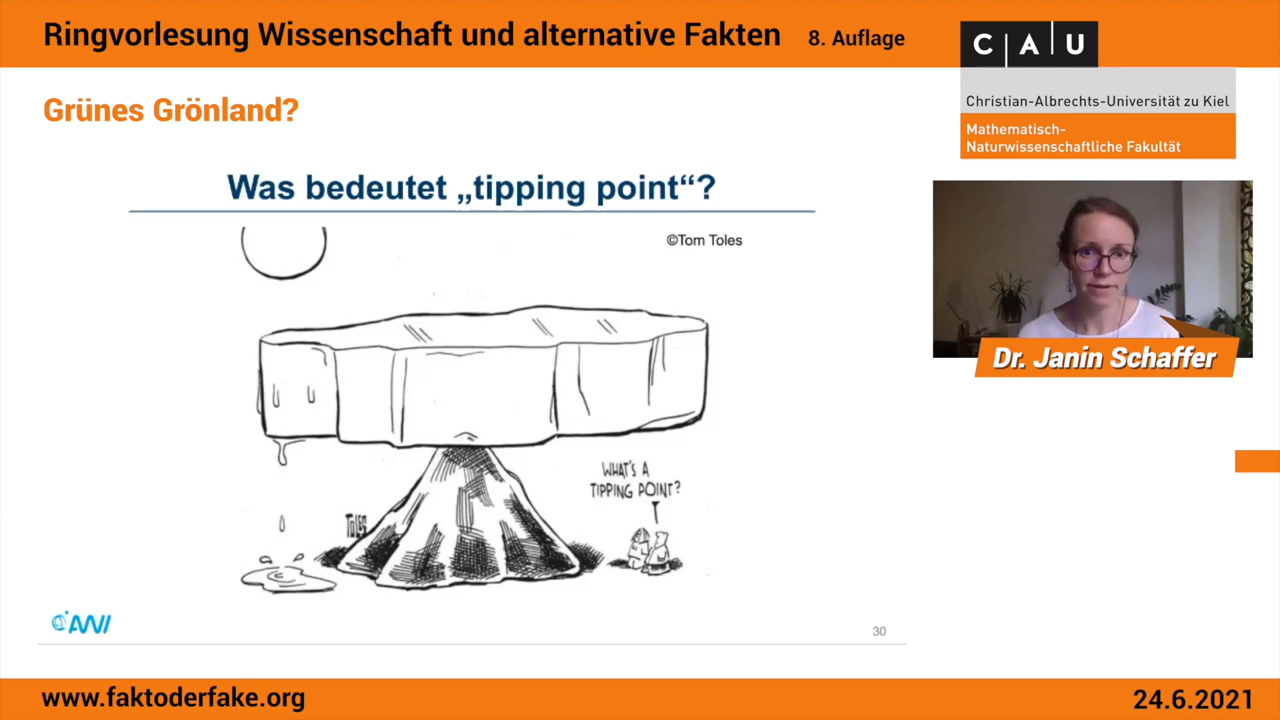 Ringvorlesung Wissenschaft und alternative Fakten 8. Auflage
C A U
Christian-Albrechts-Universität zu Kiel
Mathematisch-
Naturwissenschaftliche Fakultät
Grünes Grönland?
Was bedeutet „tipping point“?
©Tom Toles
WHAT'S A
TIPPING POINT?
TOLES
Dr. Janin Schaffer
AWI
30
www.faktoderfake.org
24.6.2021